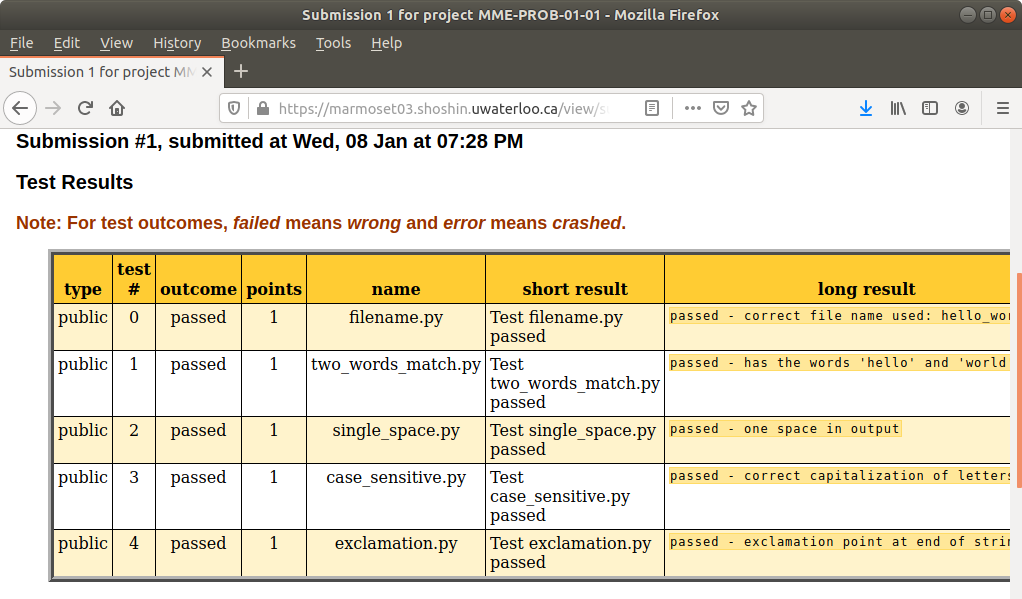 Submission 1 for project MME-PROB-01-01 - Mozilla Firefox
File Edit View History Bookmarks Tools Help
Submission 1 for project
https://marmoset03.shoshin.uwaterloo.ca/view/
Submission #1, submitted at Wed, 08 Jan at 07:28 PM
Test Results
Note: For test outcomes, failed means wrong and error means crashed.
type test # outcome points name short result long result
public 0 passed 1 filename.py Test filename.py passed passed - correct file name used:
public 1 passed 1 two_words_match.py Test two_words_match.py passed passed - has the words 'hello' and 'world
public 2 passed 1 single_space.py Test single_space.py passed passed - one space in output
public 3 passed 1 case_sensitive.py Test case_sensitive.py passed passed - correct capitalization of letters
public 4 passed 1 exclamation.py Test exclamation.py passed passed - exclamation point at end of